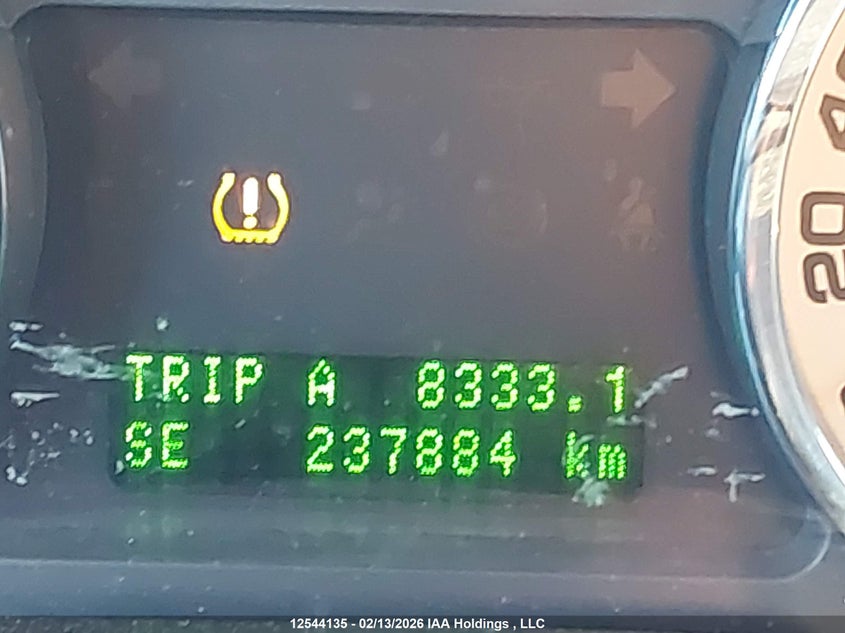 TRIP A 8333.1
SE 237884 km
20
12544135 - 02/13/2026 IAA Holdings , LLC